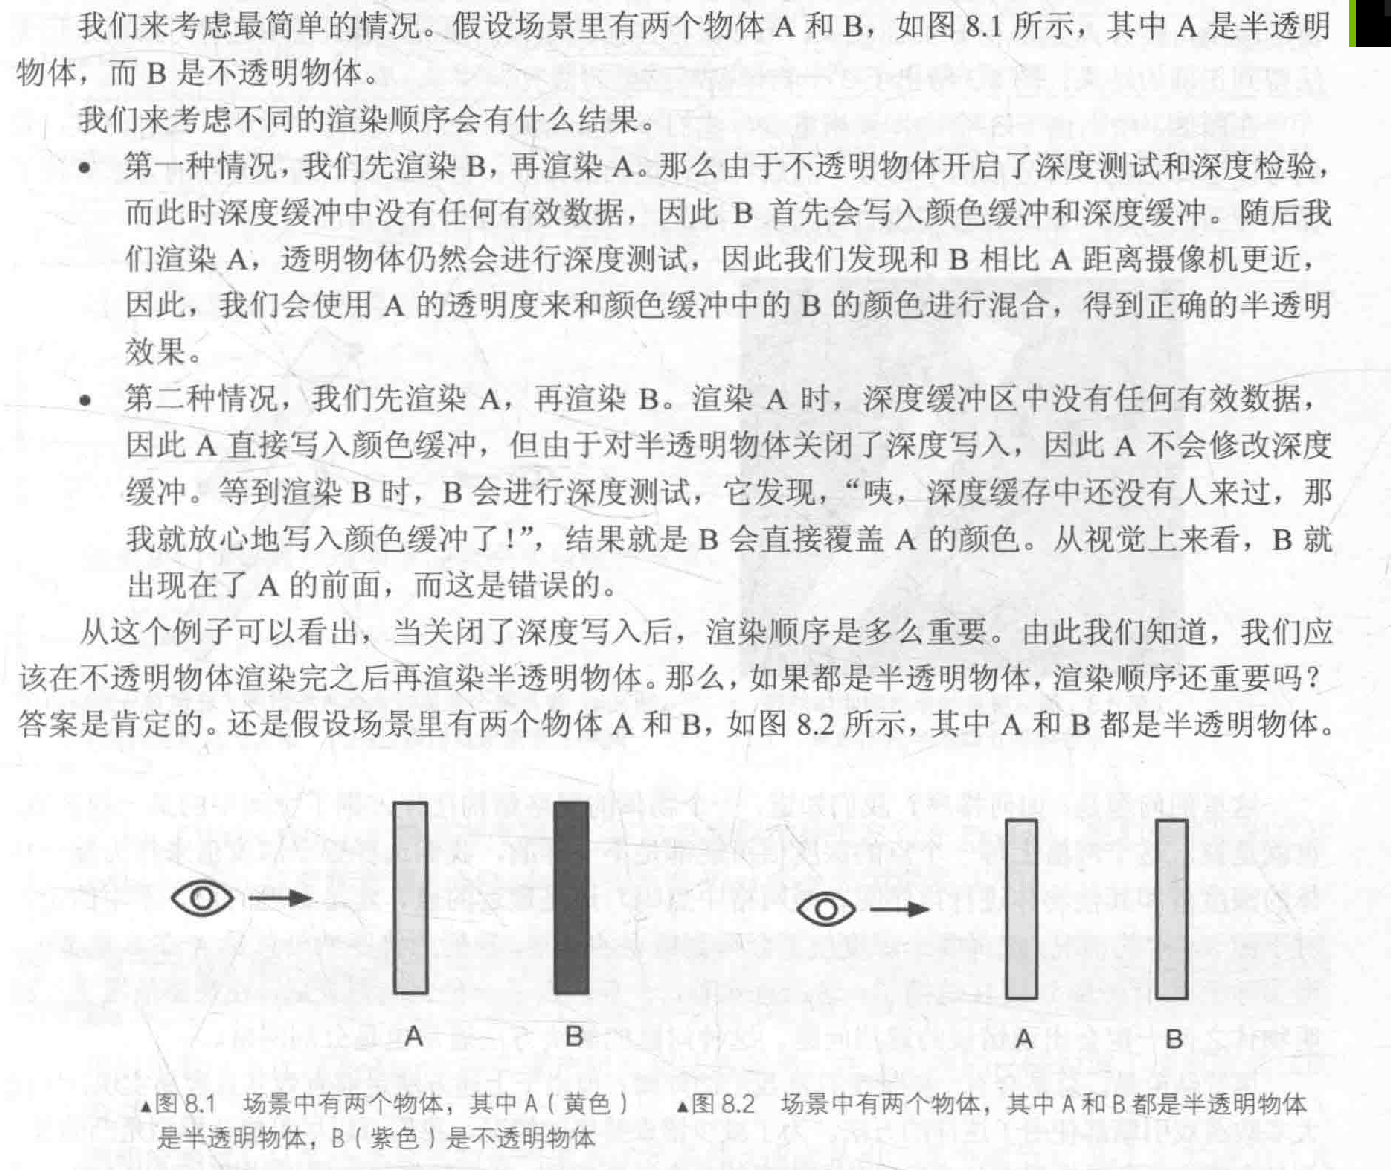 我们来考虑最简单的情况。假设场景里有两个物体 A 和 B，如图 8.1 所示，其中 A 是半透明
物体，而 B 是不透明物体。
我们来考虑不同的渲染顺序会有什么结果。
• 第一种情况，我们先渲染 B，再渲染 A。那么由于不透明物体开启了深度测试和深度检验，
而此时深度缓冲中没有任何有效数据，因此 B 首先会写入颜色缓冲和深度缓冲。随后我
们渲染 A，透明物体仍然会进行深度测试，因此我们发现和 B 相比 A 距离摄像机更近，
因此，我们会使用 A 的透明度来和颜色缓冲中的 B 的颜色进行混合，得到正确的半透明
效果。
• 第二种情况，我们先渲染 A，再渲染 B。渲染 A 时，深度缓冲区中没有任何有效数据，
因此 A 直接写入颜色缓冲，但由于对半透明物体关闭了深度写入，因此 A 不会修改深度
缓冲。等到渲染 B 时，B 会进行深度测试，它发现，“咦，深度缓存中还没有人来过，那
我就放心地写入颜色缓冲了！”，结果就是 B 会直接覆盖 A 的颜色。从视觉上来看，B 就
出现在了 A 的前面，而这是错误的。
从这个例子可以看出，当关闭了深度写入后，渲染顺序是多么重要。由此我们知道，我们应
该在不透明物体渲染完之后再渲染半透明物体。那么，如果都是半透明物体，渲染顺序还重要吗？
答案是肯定的。还是假设场景里有两个物体 A 和 B，如图 8.2 所示，其中 A 和 B 都是半透明物体。
A
B
A
B
▲图 8.1 场景中有两个物体，其中 A（黄色）
是半透明物体，B（紫色）是不透明物体
▲图 8.2 场景中有两个物体，其中 A 和 B 都是半透明物体